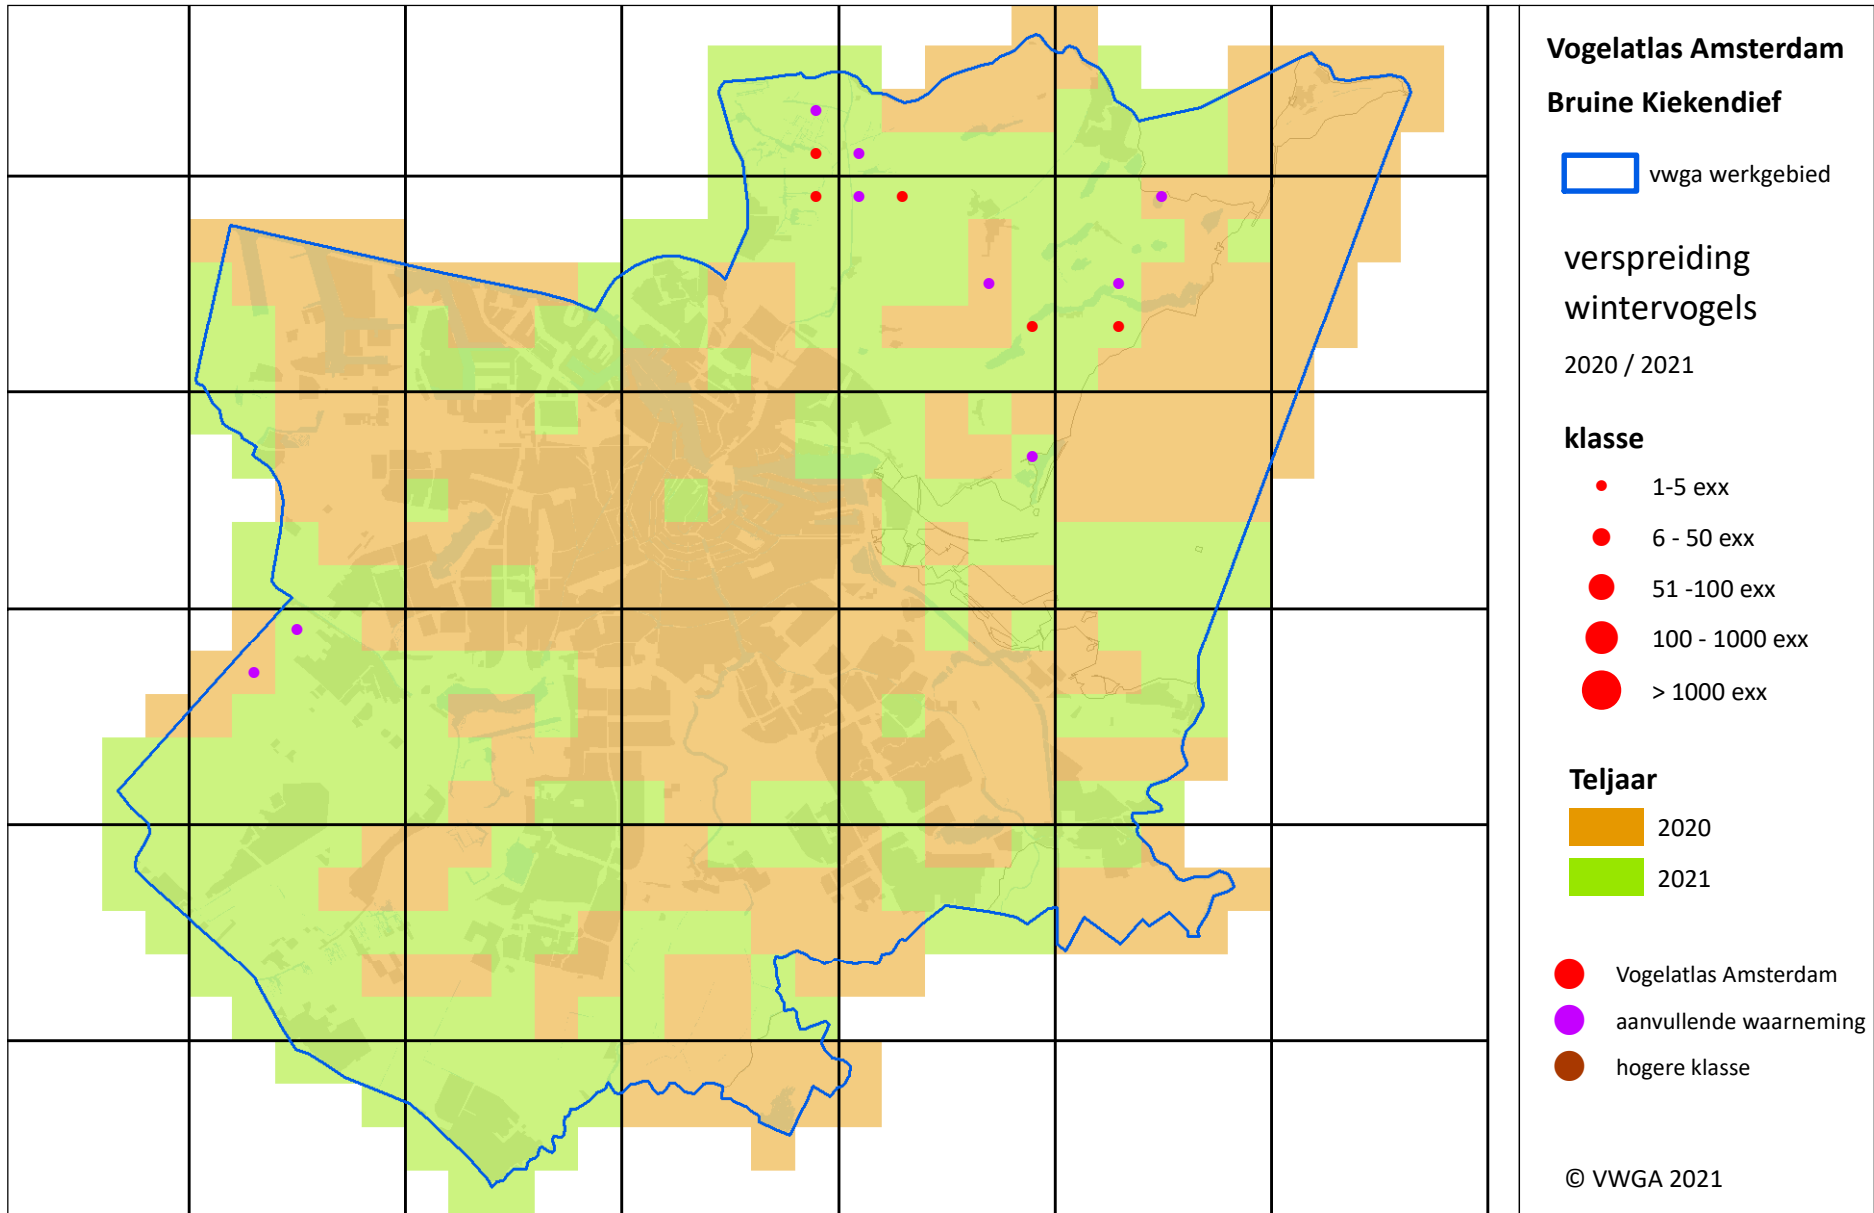 Vogelatlas Amsterdam
Bruine Kiekendief
vwga werkgebied
verspreiding
wintervogels
2020 / 2021
klasse
1-5 exx
6 - 50 exx
51 -100 exx
100 - 1000 exx
> 1000 exx
Teljaar
2020
2021
Vogelatlas Amsterdam
aanvullende waarneming
hogere klasse
© VWGA 2021